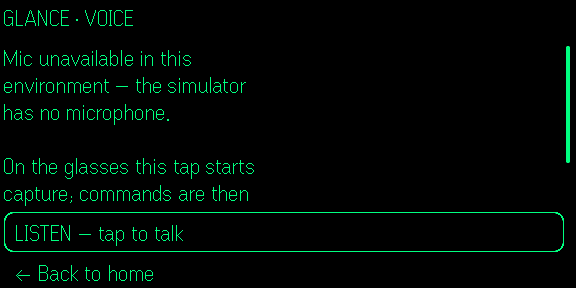 GLANCE · VOICE
Mic unavailable in this
environment — the simulator
has no microphone.
On the glasses this tap starts
capture; commands are then
LISTEN — tap to talk
← Back to home